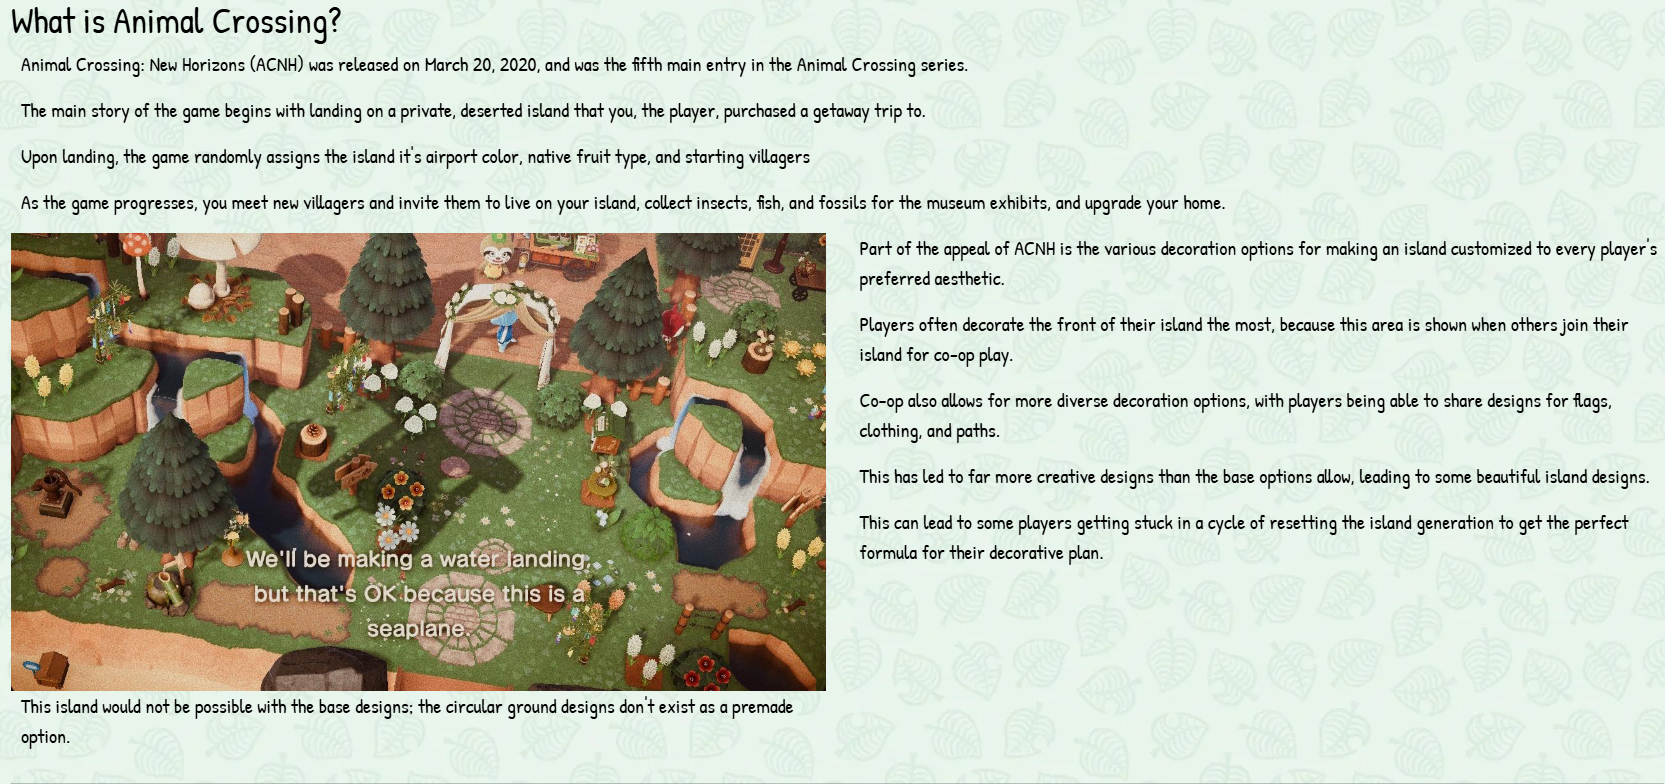 What is Animal Crossing?
Animal Crossing: New Horizons (ACNH) was released on March 20, 2020, and was the fifth main entry in the Animal Crossing series.
The main story of the game begins with landing on a private, deserted island that you, the player, purchased a getaway trip to.
Upon landing, the game randomly assigns the island it's airport color, native fruit type, and starting villagers
As the game progresses, you meet new villagers and invite them to live on your island, collect insects, fish, and fossils for the museum exhibits, and upgrade your home.
We'll be making a water landing,
but that's OK because this is a
seaplane.
This island would not be possible with the base designs; the circular ground designs don't exist as a premade
option.
Part of the appeal of ACNH is the various decoration options for making an island customized to every player's
preferred aesthetic.
Players often decorate the front of their island the most, because this area is shown when others join their
island for co-op play.
Co-op also allows for more diverse decoration options, with players being able to share designs for flags,
clothing, and paths.
This has led to far more creative designs than the base options allow, leading to some beautiful island designs.
This can lead to some players getting stuck in a cycle of resetting the island generation to get the perfect
formula for their decorative plan.